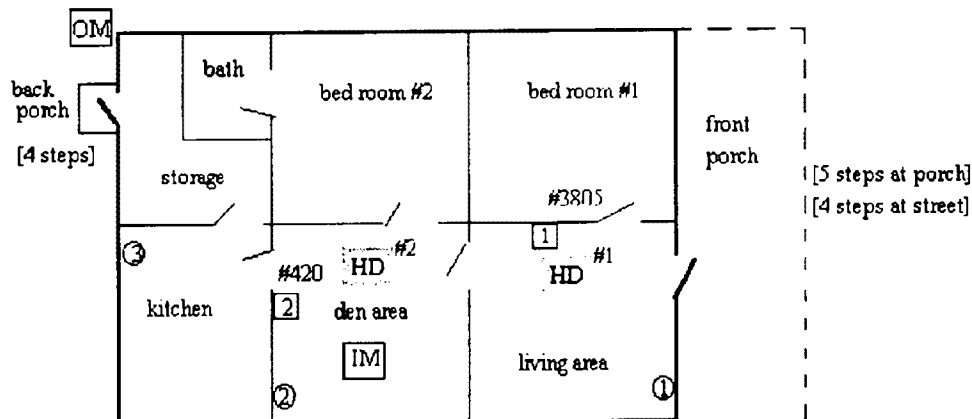 OM
bath
back
porch
bed room #2
bed room #1
front
porch
[4 steps]
[5 steps at porch]
[4 steps at street]
storage
#3805
3
#2
1
#1
HD
HD
#420
kitchen
2
den area
IM
living area
2
1